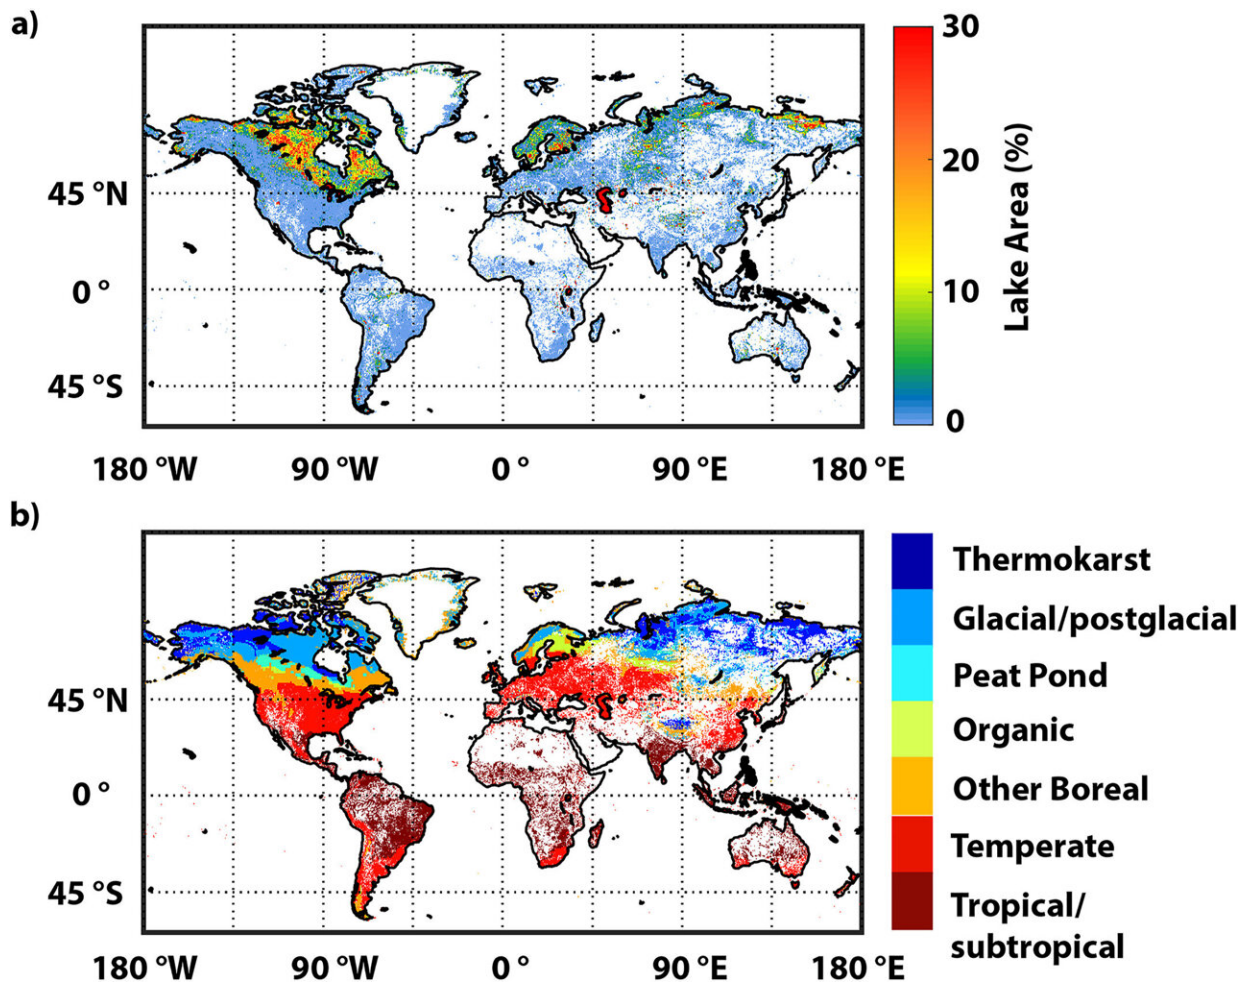 a)
45 °N
0 °
45 °S
180 °W
90 °W
0 °
90 °E
180 °E
30
20
10
0
Lake Area (%)
b)
45 °N
0 °
45 °S
180 °W
90 °W
0 °
90 °E
180 °E
Thermokarst
Glacial/postglacial
Peat Pond
Organic
Other Boreal
Temperate
Tropical/
subtropical